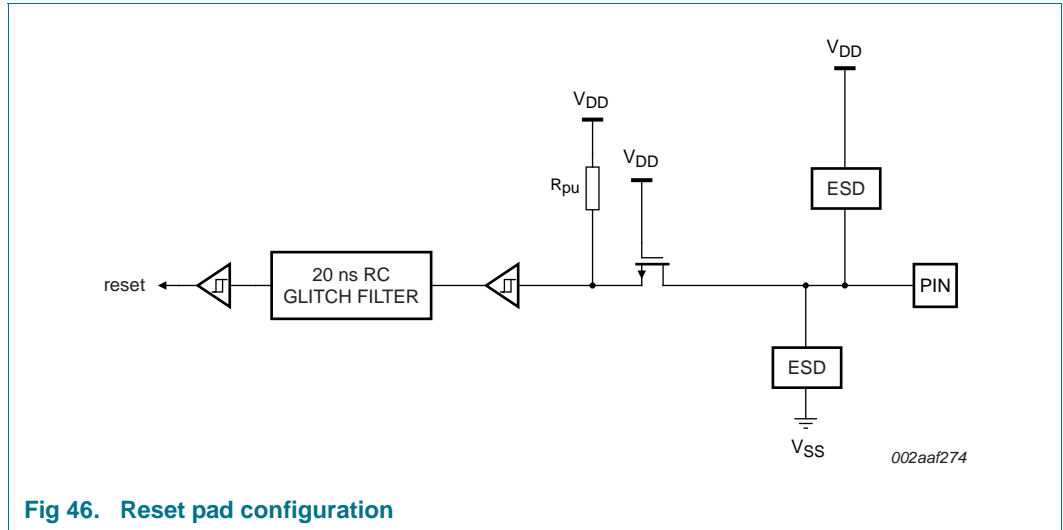 VDD
VDD
VDD
Rpu
ESD
reset
20 ns RC
GLITCH FILTER
PIN
ESD
VSS
002aaf274
Fig 46. Reset pad configuration